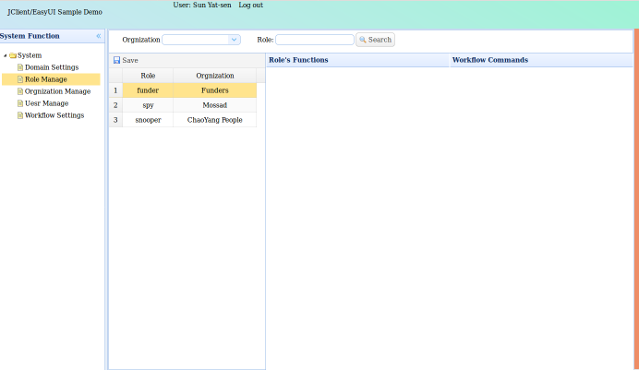 User: Sun Yat-sen Log out
JClient/EasyUI Sample Demo
System Function
System
Domain Settings
Role Manage
Orgnization Manage
Uesr Manage
Workflow Settings
Orgnization Role: Search
Save
Role Orgnization
1 funder Funders
2 spy Mossad
3 snooper ChaoYang People
Role's Functions Workflow Commands